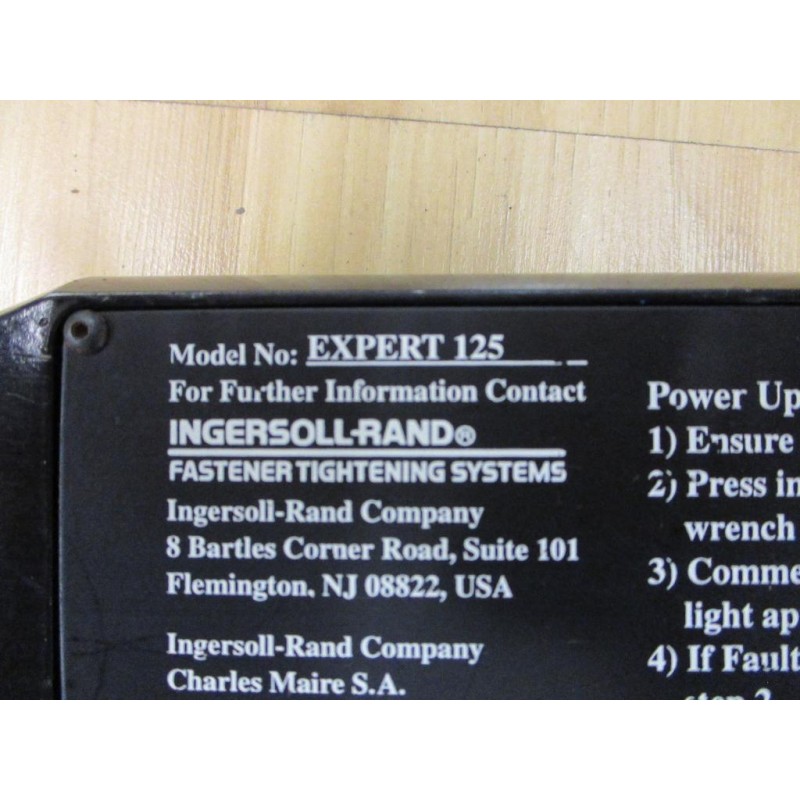 Model No: EXPERT 125
For Further Information Contact
INGERSOLL-RAND®
FASTENER TIGHTENING SYSTEMS
Ingersoll-Rand Company
8 Bartles Corner Road, Suite 101
Flemington, NJ 08822, USA
Ingersoll-Rand Company
Charles Maire S.A.
Power Up
1) Ensure
2) Press in
wrench
3) Comme
light ap
4) If Fault
step 2